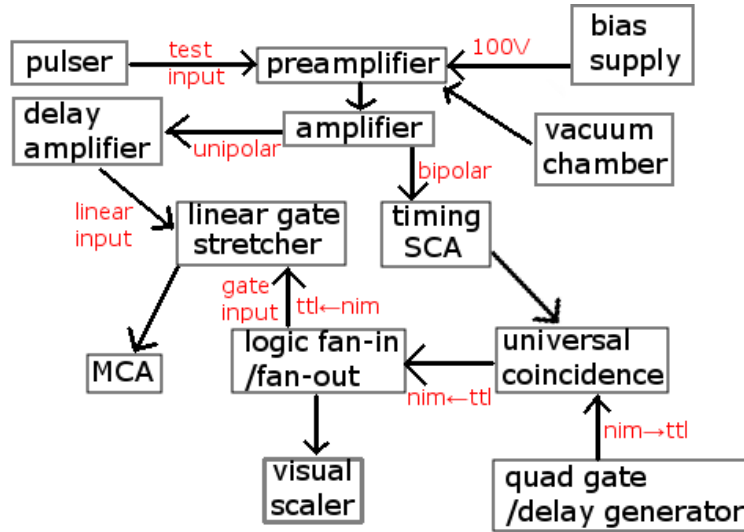 pulser
test
input
preamplifier
100V
bias
supply
delay
amplifier
unipolar
amplifier
bipolar
vacuum
chamber
linear
input
linear gate
stretcher
timing
SCA
gate
input
ttl←nim
MCA
logic fan-in
/fan-out
nim←ttl
universal
coincidence
nim→ttl
visual
scaler
quad gate
/delay generator